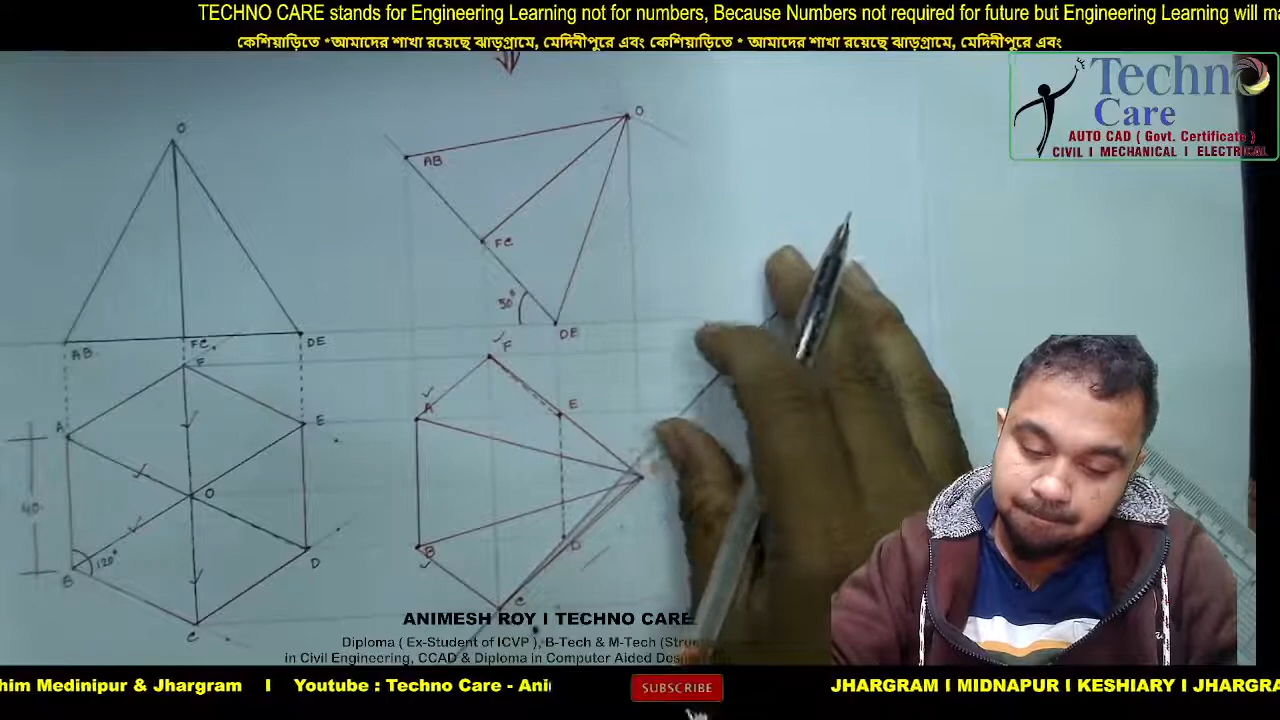 TECHNO CARE stands for Engineering Learning not for numbers, Because Numbers not required for future but Engineering Learning will ma
কেশিয়াড়িতে *আমাদের শাখা রয়েছে ঝাড়গ্রামে, মেদিনীপুরে এবং কেশিয়াড়িতে * আমাদের শাখা রয়েছে ঝাড়গ্রামে, মেদিনীপুরে এবং
Techno
Care
AUTO CAD ( Govt. Certificate )
CIVIL I MECHANICAL I ELECTRICAL
O
O
AB
FC
30°
DE
AB
FC
DE
F
F
A
E
A
E
O
40
B
120°
D
B
D
C
C
ANIMESH ROY I TECHNO CARE
Diploma ( Ex-Student of ICVP ), B-Tech & M-Tech (Stru
in Civil Engineering, CCAD & Diploma in Computer Aided Des
him Medinipur & Jhargram I Youtube : Techno Care - Ani
SUBSCRIBE
JHARGRAM I MIDNAPUR I KESHIARY I JHARGRA